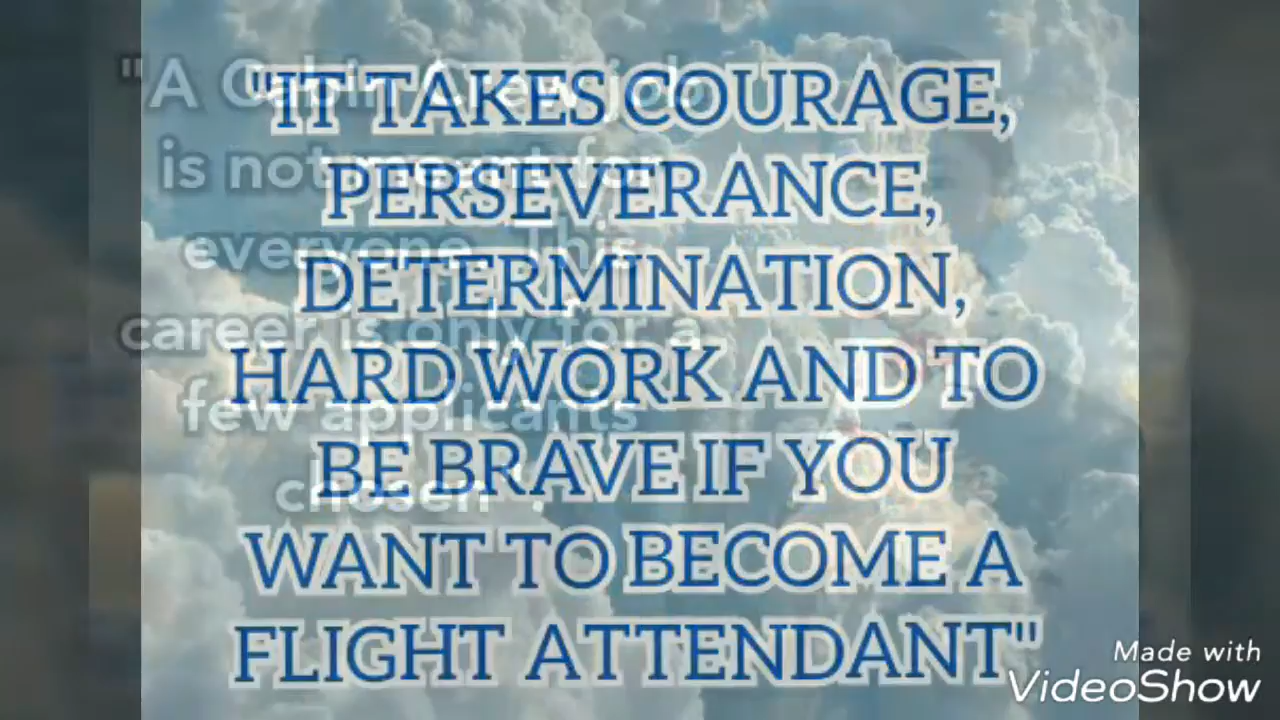 "IT TAKES COURAGE,
PERSEVERANCE,
DETERMINATION,
HARD WORK AND TO
BE BRAVE IF YOU
WANT TO BECOME A
FLIGHT ATTENDANT"
"A Cabin Crew job
is not meant for
everyone. This
career is only for a
few applicants
chosen".
Made with
VideoShow